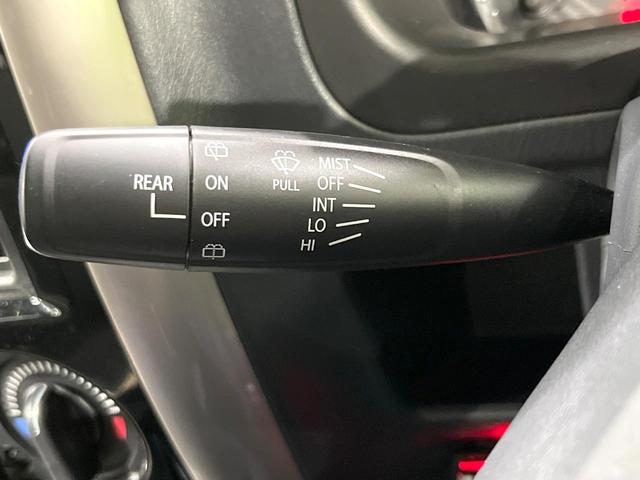 REAR
ON
OFF
PULL
MIST
OFF
INT
LO
HI